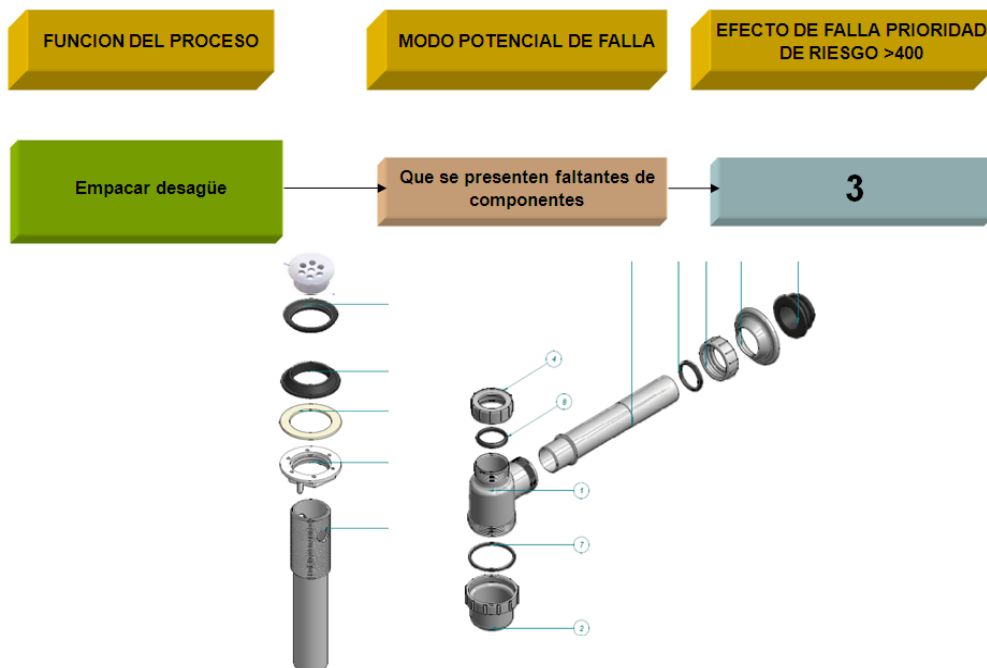 FUNCION DEL PROCESO
MODO POTENCIAL DE FALLA
EFECTO DE FALLA PRIORIDAD
DE RIESGO >400
Empacar desagüe
Que se presenten faltantes de
componentes
3
4
8
1
7
2